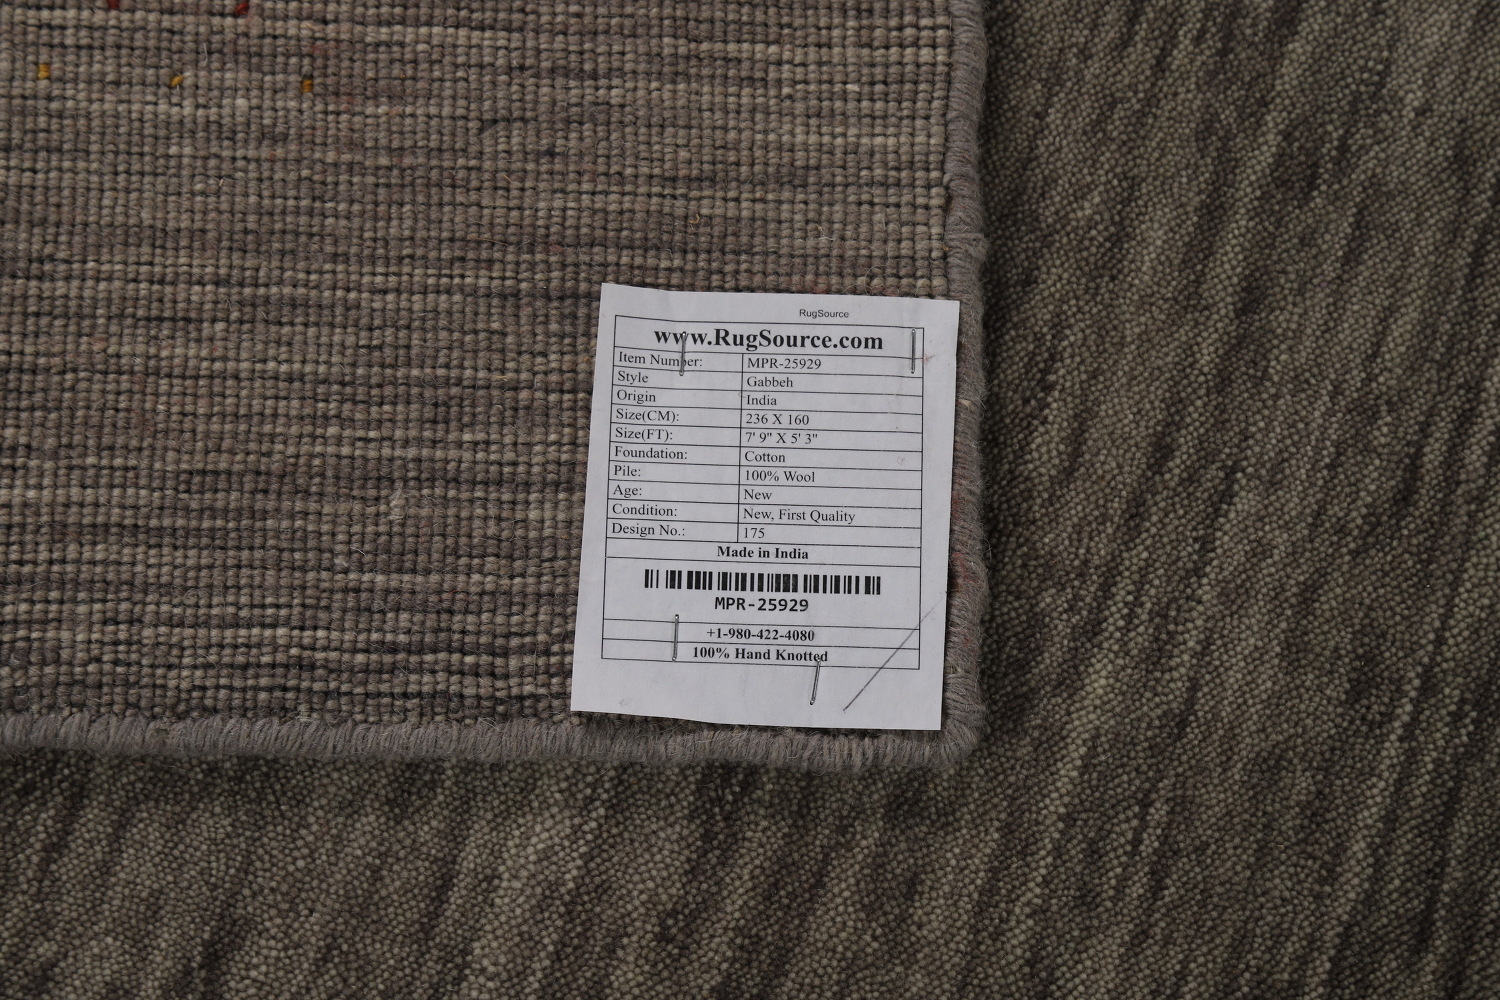 RugSource
www.RugSource.com
Item Number: MPR-25929
Style Gabbeh
Origin India
Size(CM): 236 X 160
Size(FT): 7' 9" X 5' 3"
Foundation: Cotton
Pile: 100% Wool
Age: New
Condition: New, First Quality
Design No.: 175
Made in India
MPR-25929
+1-980-422-4080
100% Hand Knotted